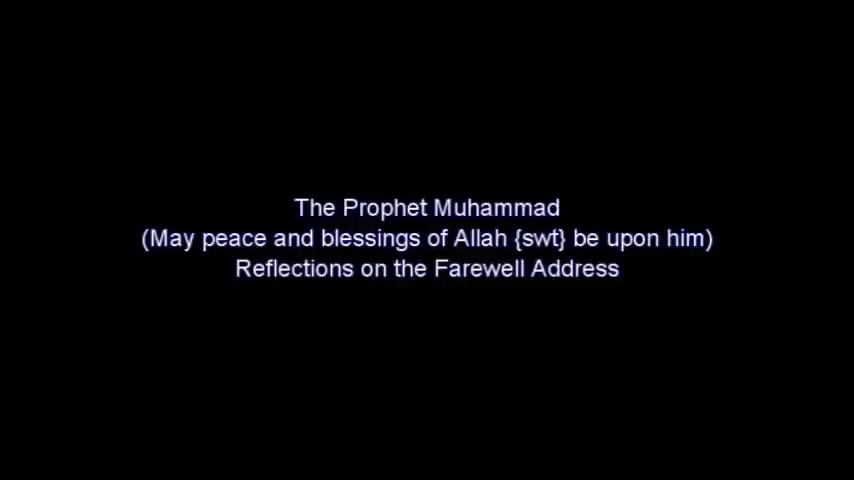 The Prophet Muhammad
(May peace and blessings of Allah {swt} be upon him)
Reflections on the Farewell Address